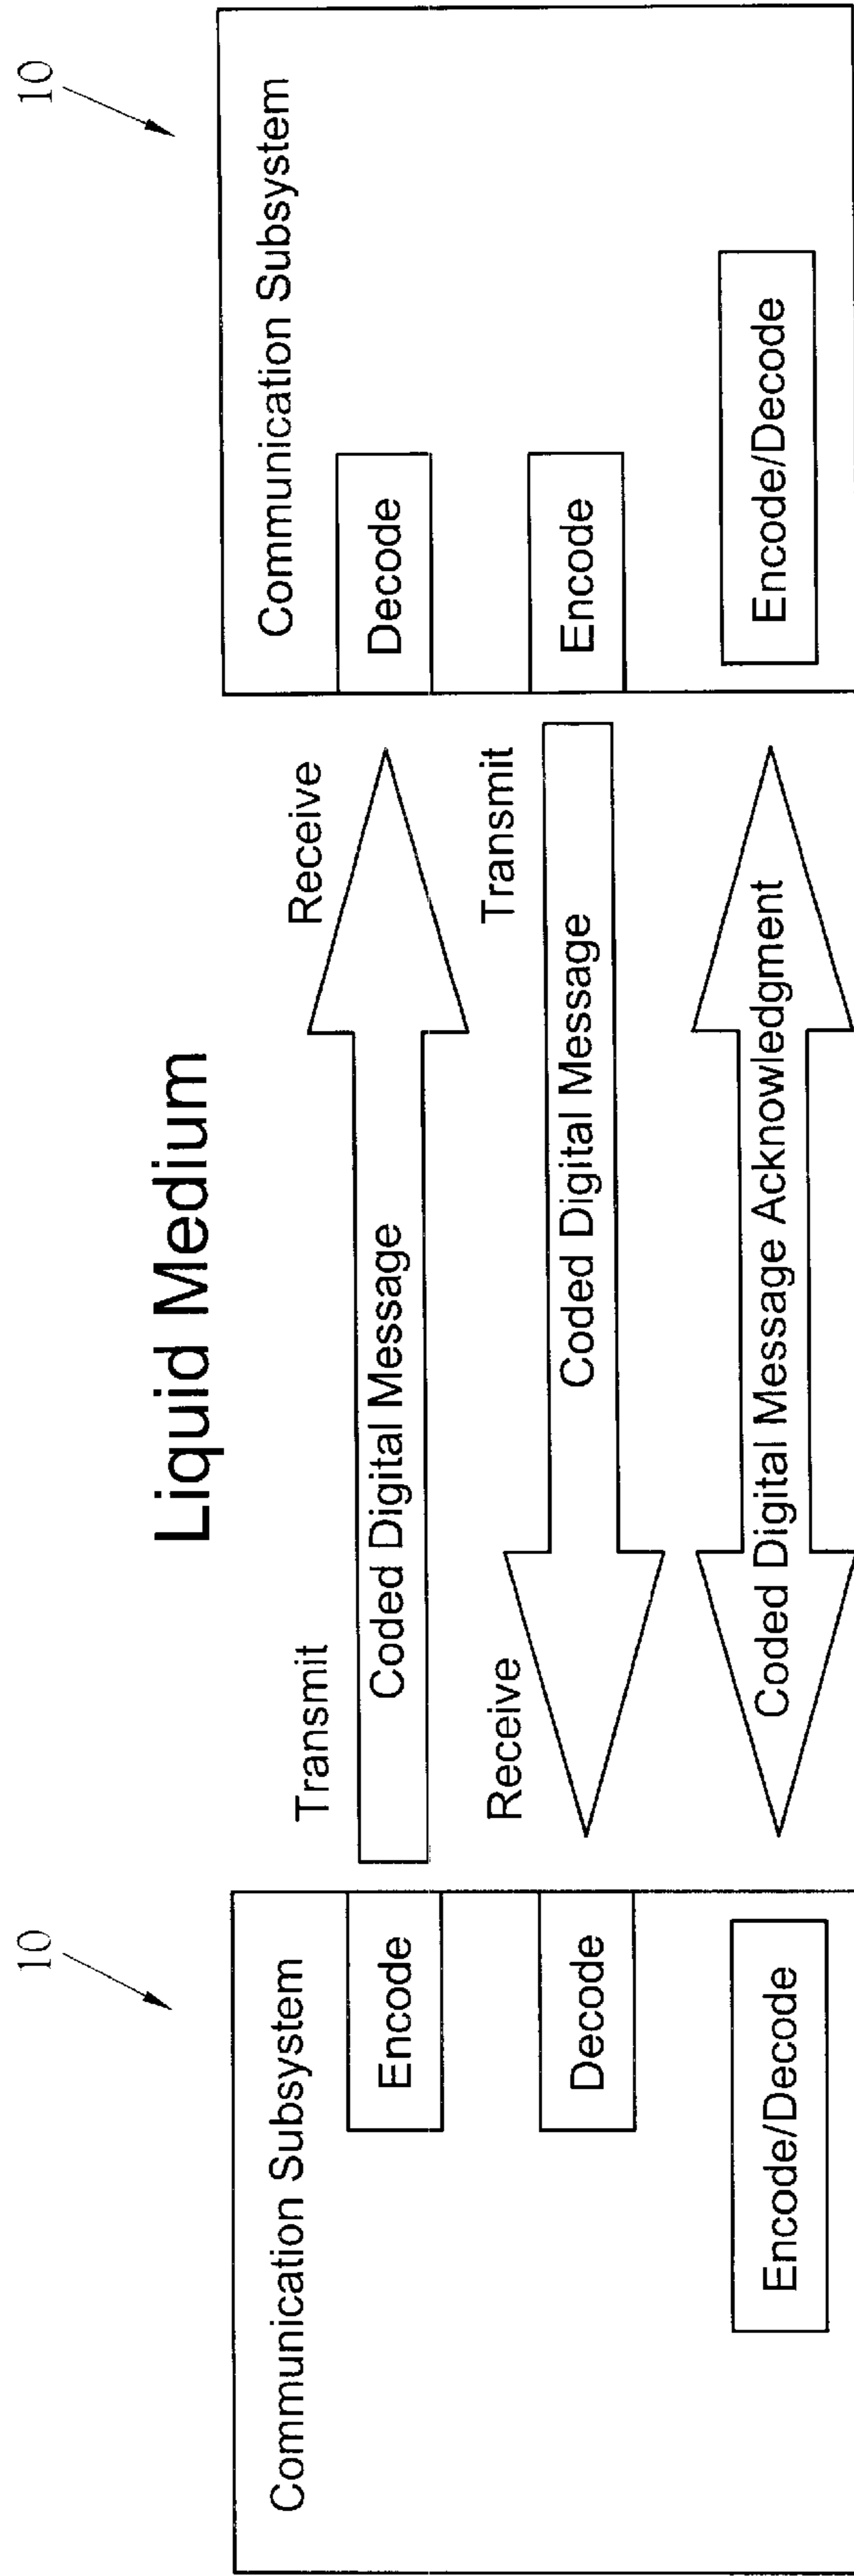 10
10
Liquid Medium
Communication Subsystem
Communication Subsystem
Transmit
Receive
Encode
Coded Digital Message
Decode
Receive
Transmit
Decode
Coded Digital Message
Encode
Encode/Decode
Coded Digital Message Acknowledgment
Encode/Decode